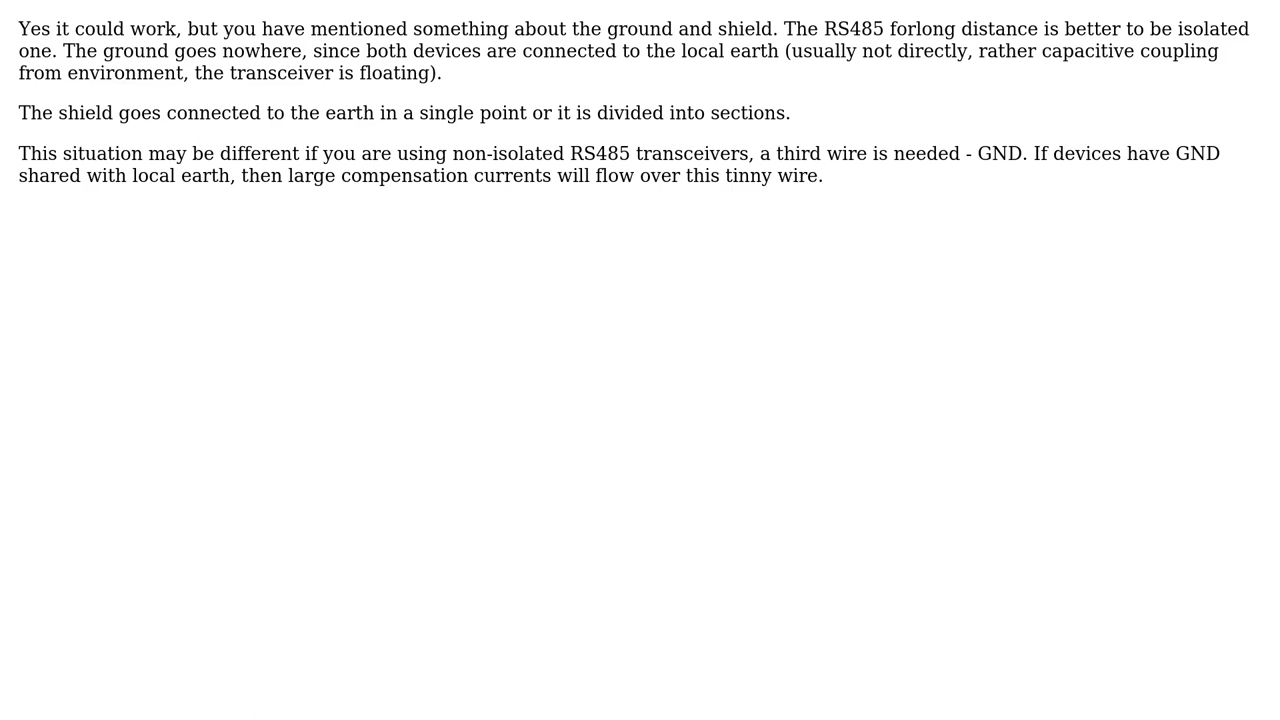 Yes it could work, but you have mentioned something about the ground and shield. The RS485 forlong distance is better to be isolated
one. The ground goes nowhere, since both devices are connected to the local earth (usually not directly, rather capacitive coupling
from environment, the transceiver is floating).
The shield goes connected to the earth in a single point or it is divided into sections.
This situation may be different if you are using non-isolated RS485 transceivers, a third wire is needed - GND. If devices have GND
shared with local earth, then large compensation currents will flow over this tinny wire.